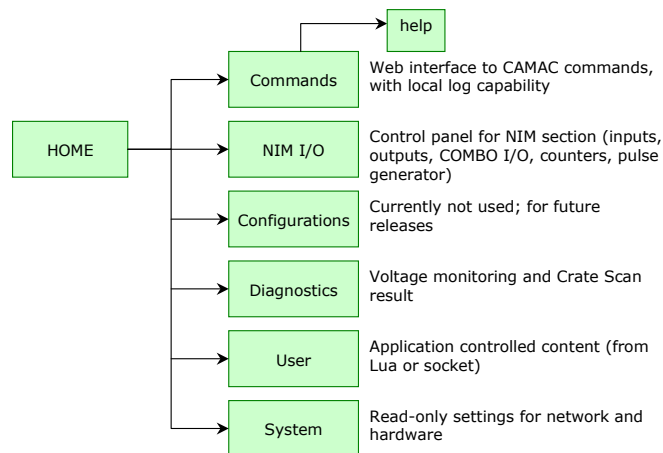 help
Commands
Web interface to CAMAC commands,
with local log capability
HOME
NIM I/O
Control panel for NIM section (inputs,
outputs, COMBO I/O, counters, pulse
generator)
Configurations
Currently not used; for future
releases
Diagnostics
Voltage monitoring and Crate Scan
result
User
Application controlled content (from
Lua or socket)
System
Read-only settings for network and
hardware